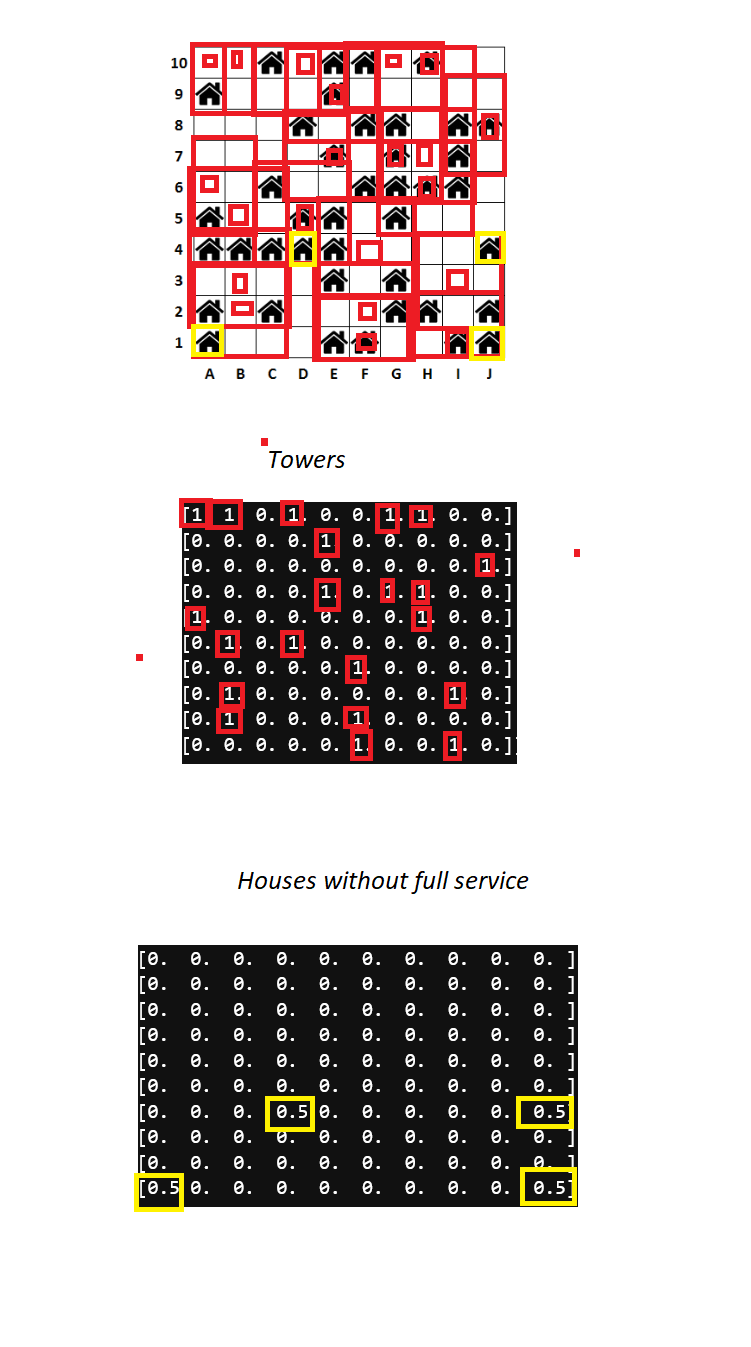 10
9
8
7
6
5
4
3
2
1
A B C D E F G H I J
Towers
[1 1 0. 1. 0. 0. 1. 1. 0. 0.]
[0. 0. 0. 0. 1 0. 0. 0. 0. 0.]
[0. 0. 0. 0. 0. 0. 0. 0. 0. 1.]
[0. 0. 0. 0. 1. 0. 1 1 0. 0.]
[1. 0. 0. 0. 0. 0. 0. 1. 0. 0.]
[0. 1. 0. 1. 0. 0. 0. 0. 0. 0.]
[0. 0. 0. 0. 0. 1. 0. 0. 0. 0.]
[0. 1. 0. 0. 0. 0. 0. 0. 1. 0.]
[0. 1 0. 0. 0. 1. 0. 0. 0. 0.]
[0. 0. 0. 0. 0. 1. 0. 0. 1. 0.]]
Houses without full service
[0. 0. 0. 0. 0. 0. 0. 0. 0. 0. ]
[0. 0. 0. 0. 0. 0. 0. 0. 0. 0. ]
[0. 0. 0. 0. 0. 0. 0. 0. 0. 0. ]
[0. 0. 0. 0. 0. 0. 0. 0. 0. 0. ]
[0. 0. 0. 0. 0. 0. 0. 0. 0. 0. ]
[0. 0. 0. 0. 0. 0. 0. 0. 0. 0. ]
[0. 0. 0. 0.5 0. 0. 0. 0. 0. 0.5]
[0. 0. 0. 0. 0. 0. 0. 0. 0. 0. ]
[0. 0. 0. 0. 0. 0. 0. 0. 0. 0. ]
[0.5 0. 0. 0. 0. 0. 0. 0. 0. 0.5]